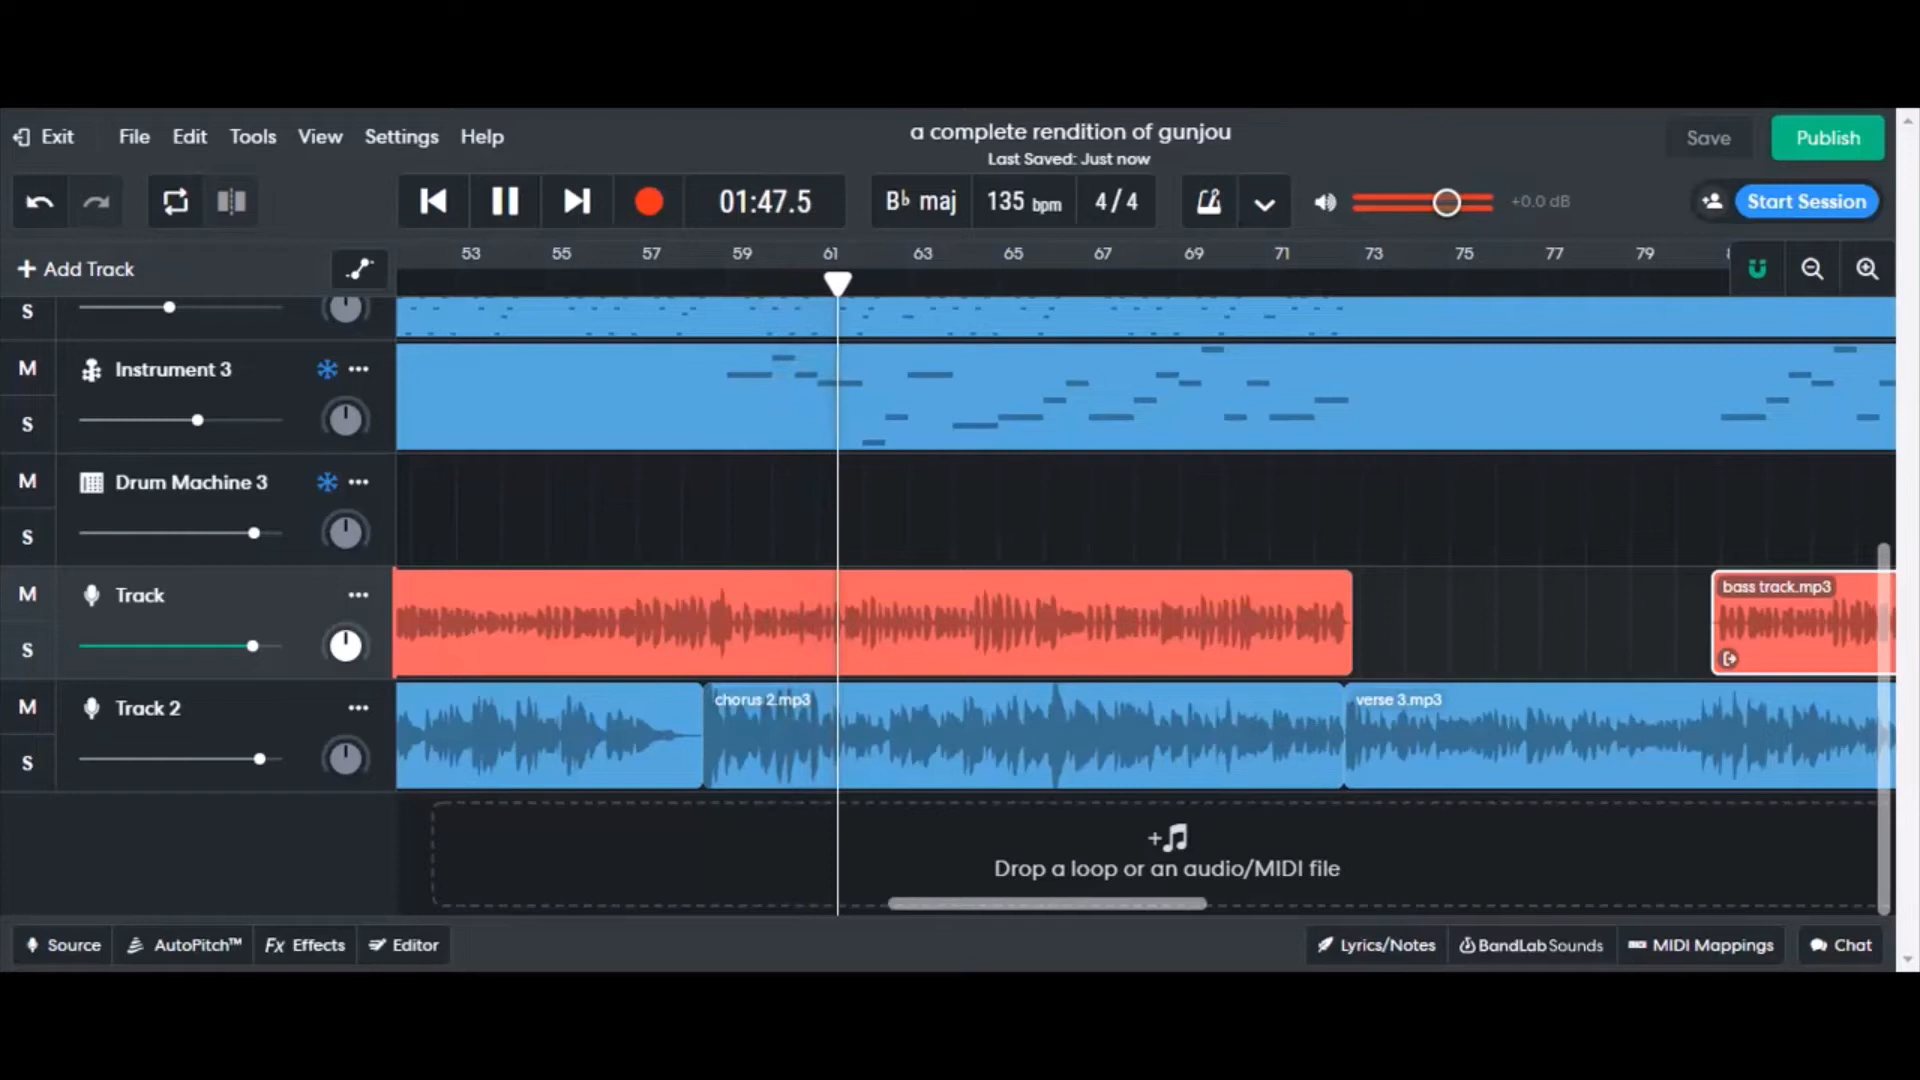 Exit File Edit Tools View Settings Help
a complete rendition of gunjou
Last Saved: Just now
Save Publish
01:47.5 B♭ maj 135 bpm 4/4 +0.0 dB Start Session
+ Add Track
53 55 57 59 61 63 65 67 69 71 73 75 77 79
S
M Instrument 3
S
M Drum Machine 3
S
M Track
bass track.mp3
S
M Track 2
chorus 2.mp3 verse 3.mp3
S
Drop a loop or an audio/MIDI file
Source AutoPitch™ Fx Effects Editor Lyrics/Notes BandLab Sounds MIDI Mappings Chat